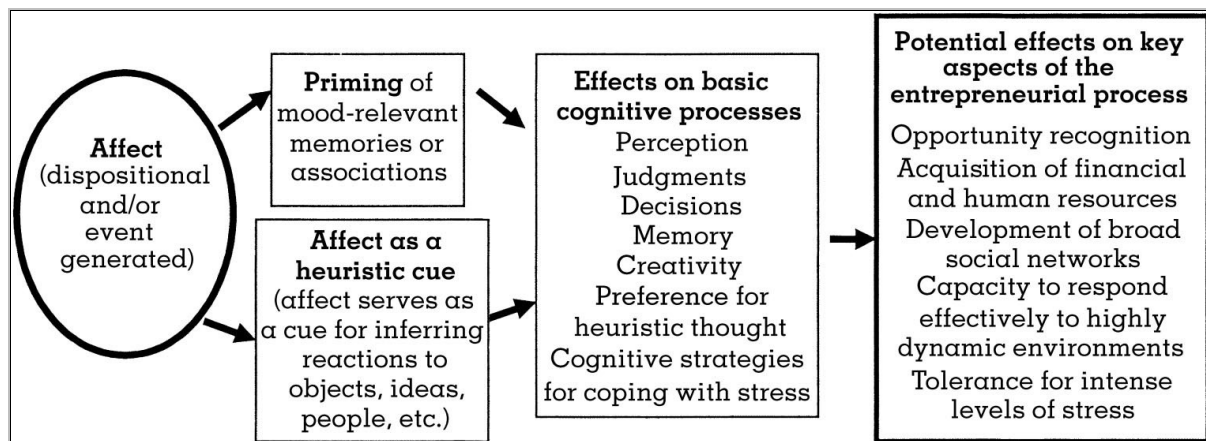 Affect
(dispositional
and/or
event
generated)
Priming of
mood-relevant
memories or
associations
Affect as a
heuristic cue
(affect serves as
a cue for inferring
reactions to
objects, ideas,
people, etc.)
Effects on basic
cognitive processes
Perception
Judgments
Decisions
Memory
Creativity
Preference for
heuristic thought
Cognitive strategies
for coping with stress
Potential effects on key
aspects of the
entrepreneurial process
Opportunity recognition
Acquisition of financial
and human resources
Development of broad
social networks
Capacity to respond
effectively to highly
dynamic environments
Tolerance for intense
levels of stress